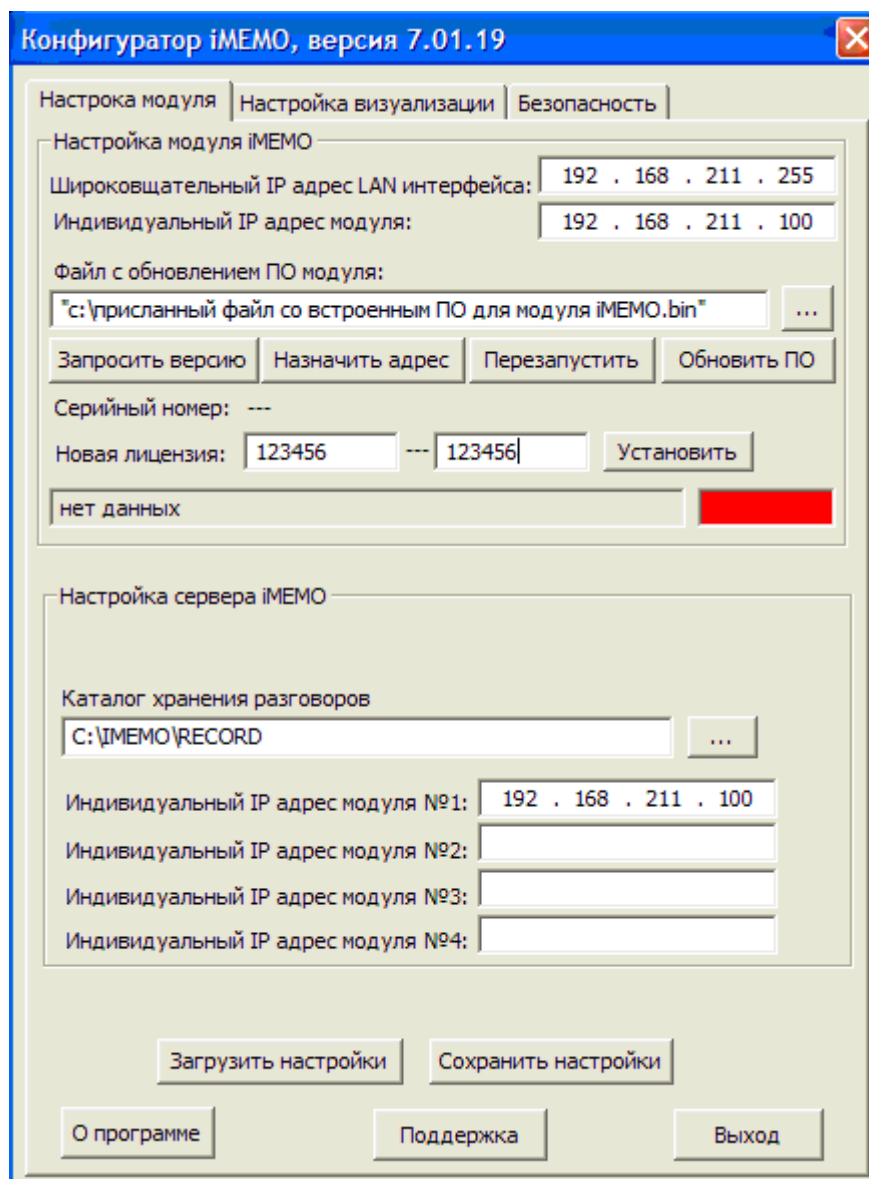 Конфигуратор iMEMO, версия 7.01.19
Настрока модуля Настройка визуализации Безопасность
Настройка модуля iMEMO
Широковщательный IP адрес LAN интерфейса: 192 . 168 . 211 . 255
Индивидуальный IP адрес модуля: 192 . 168 . 211 . 100
Файл с обновлением ПО модуля:
"c:\присланный файл со встроенным ПО для модуля iMEMO.bin" ...
Запросить версию Назначить адрес Перезапустить Обновить ПО
Серийный номер: ---
Новая лицензия: 123456 --- 123456 Установить
нет данных
Настройка сервера iMEMO
Каталог хранения разговоров
C:\IMEMO\RECORD ...
Индивидуальный IP адрес модуля №1: 192 . 168 . 211 . 100
Индивидуальный IP адрес модуля №2:
Индивидуальный IP адрес модуля №3:
Индивидуальный IP адрес модуля №4:
Загрузить настройки Сохранить настройки
О программе Поддержка Выход